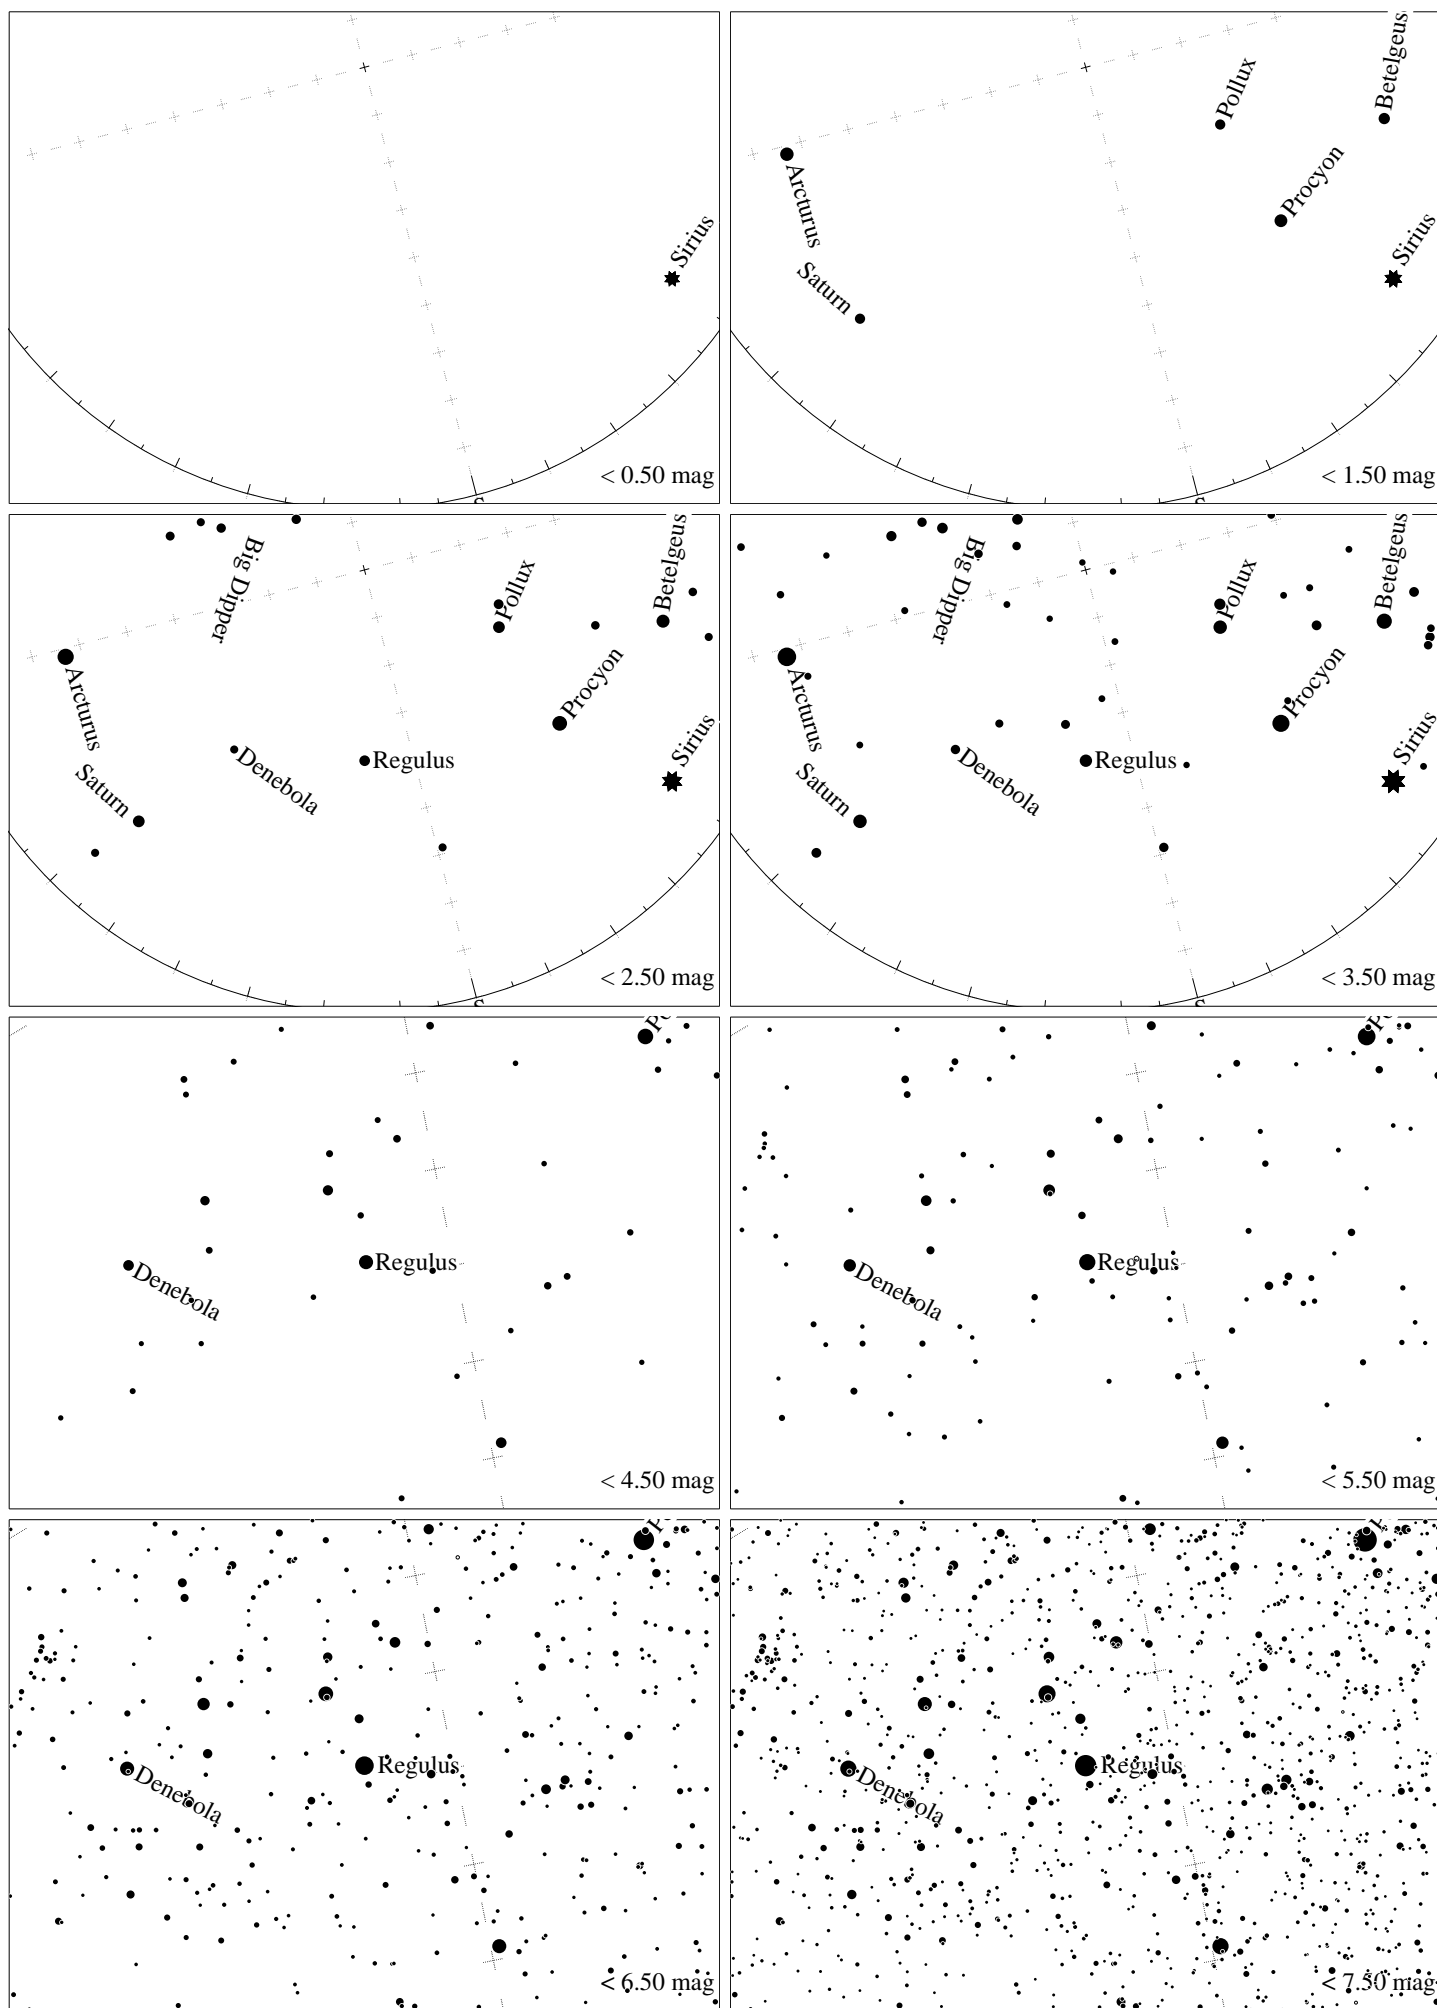 Sirius
S
< 0.50 mag
Pollux
Betelgeus
Procyon
Arcturus
Sirius
Saturn
S
< 1.50 mag
Big Dipper
Pollux
Betelgeus
Procyon
Arcturus
Sirius
Denebola
Regulus
Saturn
S
< 2.50 mag
Big Dipper
Pollux
Betelgeus
Procyon
Arcturus
Sirius
Denebola
Regulus
Saturn
S
< 3.50 mag
Po
Denebola
Regulus
< 4.50 mag
Po
Denebola
Regulus
< 5.50 mag
P
Denebola
Regulus
< 6.50 mag
Denebola
Regulus
< 7.50 mag